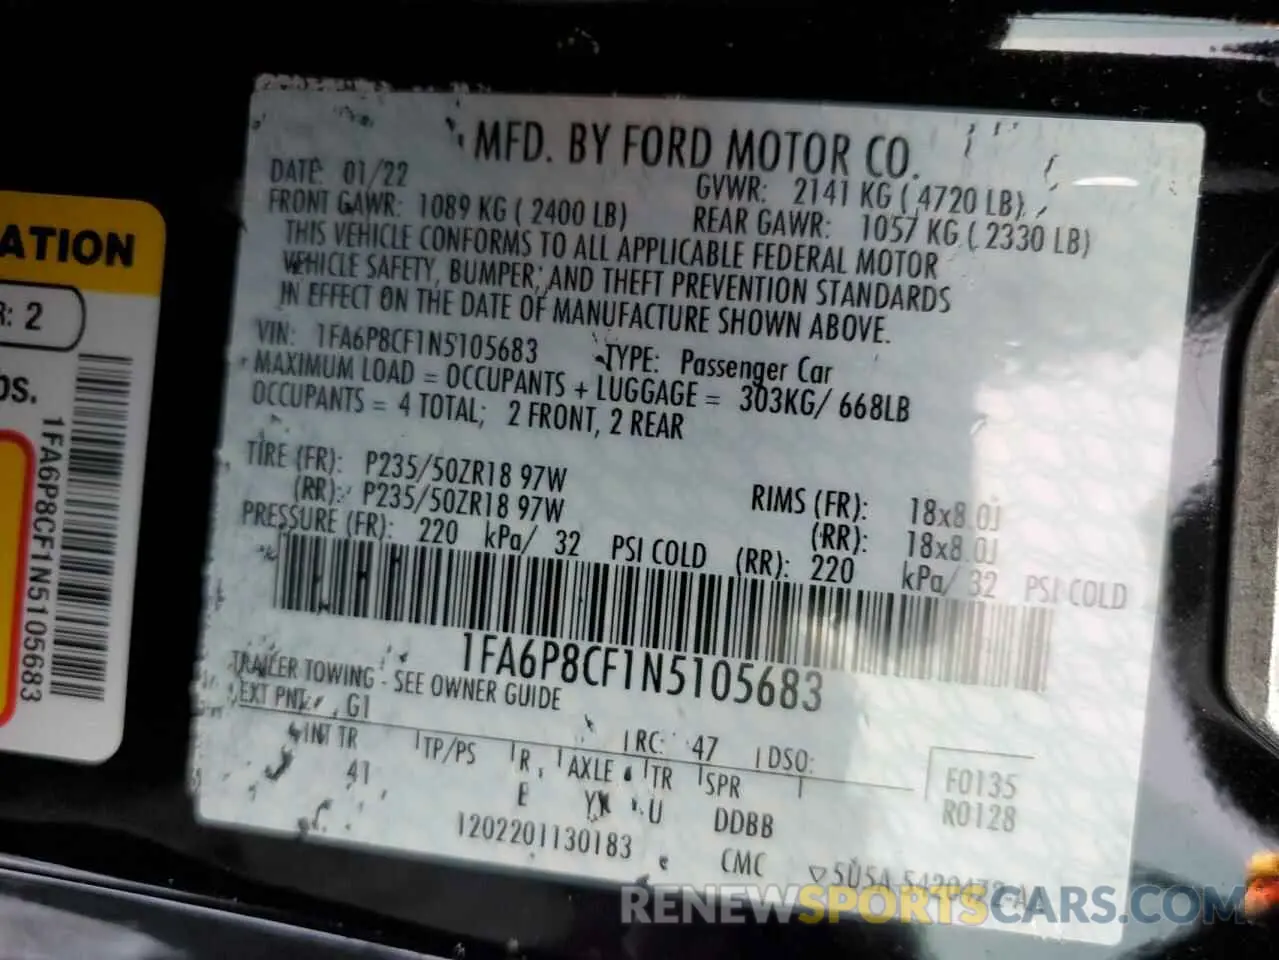 MFD. BY FORD MOTOR CO.
DATE: 01/22
GVWR: 2141 KG ( 4720 LB)
FRONT GAWR: 1089 KG ( 2400 LB)
REAR GAWR: 1057 KG ( 2330 LB)
THIS VEHICLE CONFORMS TO ALL APPLICABLE FEDERAL MOTOR
VEHICLE SAFETY, BUMPER, AND THEFT PREVENTION STANDARDS
IN EFFECT ON THE DATE OF MANUFACTURE SHOWN ABOVE.
VIN: 1FA6P8CF1N5105683 TYPE: Passenger Car
MAXIMUM LOAD = OCCUPANTS + LUGGAGE = 303KG/ 668LB
OCCUPANTS = 4 TOTAL; 2 FRONT, 2 REAR
TIRE (FR): P235/50ZR18 97W
(RR): P235/50ZR18 97W
RIMS (FR): 18x8.0J
(RR): 18x8.0J
PRESSURE (FR): 220 kPa/ 32 PSI COLD (RR): 220 kPa/ 32 PSI COLD
1FA6P8CF1N5105683
TRAILER TOWING - SEE OWNER GUIDE
EXT PNT: G1
RC: 47 DSO:
INT TR TP/PS R AXLE TR SPR
41 E YX U DDBB
F0135
R0128
1202201130183
CMC
ATION
R: 2
1FA6P8CF1N5105683
RENEWSPORTSCARS.COM